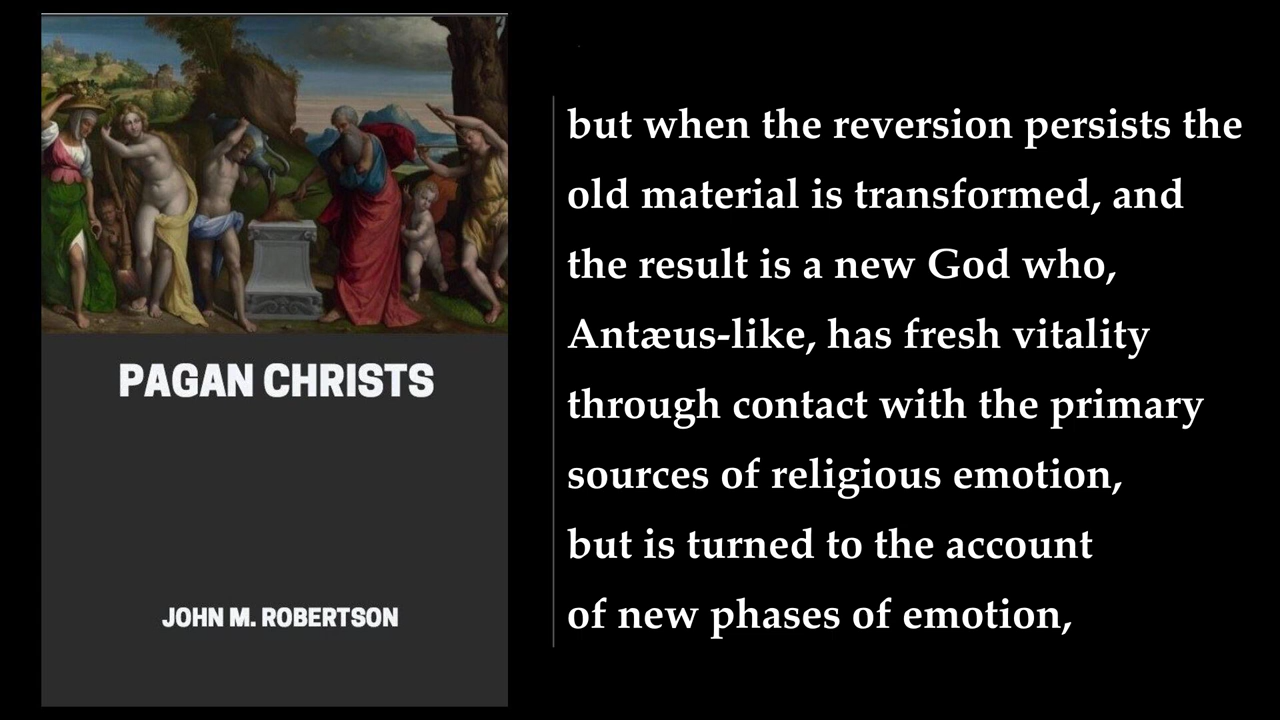 PAGAN CHRISTS
JOHN M. ROBERTSON
but when the reversion persists the
old material is transformed, and
the result is a new God who,
Antæus-like, has fresh vitality
through contact with the primary
sources of religious emotion,
but is turned to the account
of new phases of emotion,